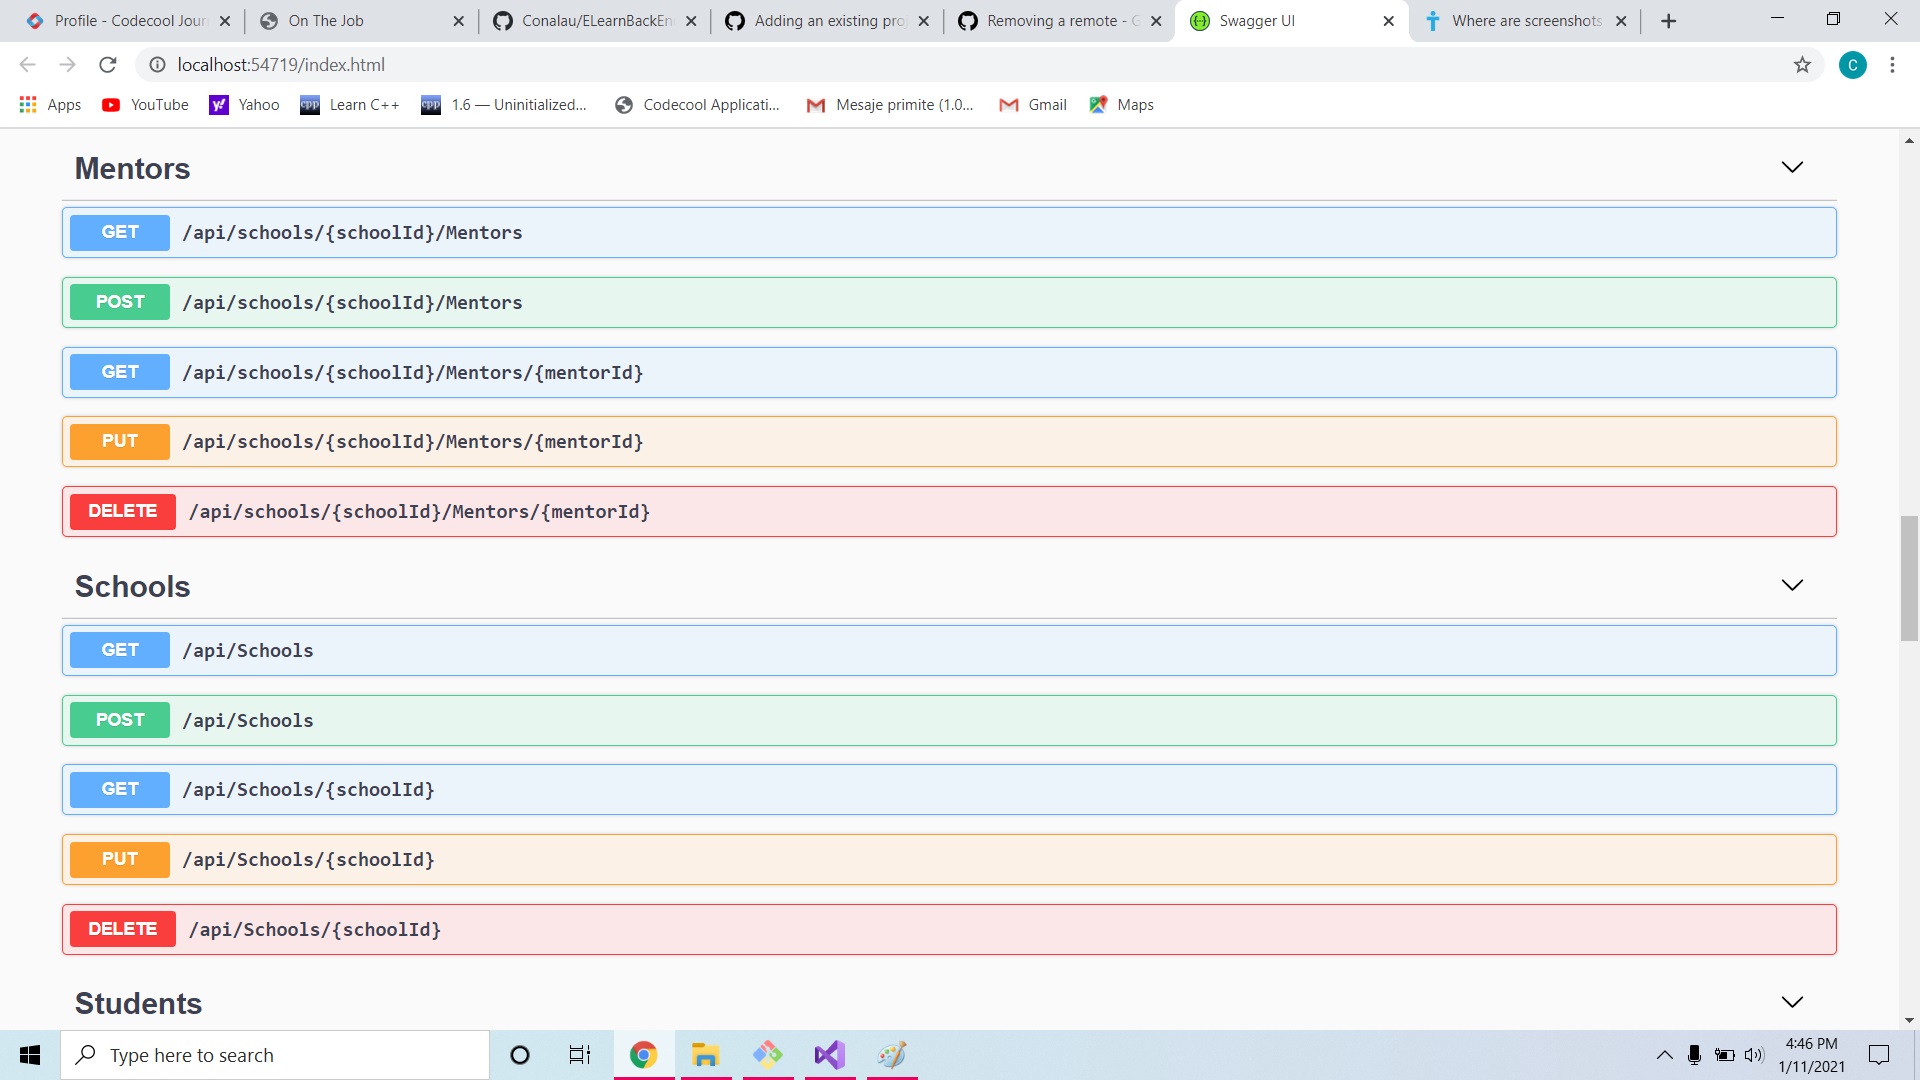 Profile - Codecool Jour
On The Job
Conalau/ELearnBackEn
Adding an existing pro
Removing a remote - G
Swagger UI
Where are screenshots
localhost:54719/index.html
C
Apps
YouTube
Yahoo
Learn C++
1.6 — Uninitialized...
Codecool Applicati...
Mesaje primite (1.0...
Gmail
Maps
Mentors
GET /api/schools/{schoolId}/Mentors
POST /api/schools/{schoolId}/Mentors
GET /api/schools/{schoolId}/Mentors/{mentorId}
PUT /api/schools/{schoolId}/Mentors/{mentorId}
DELETE /api/schools/{schoolId}/Mentors/{mentorId}
Schools
GET /api/Schools
POST /api/Schools
GET /api/Schools/{schoolId}
PUT /api/Schools/{schoolId}
DELETE /api/Schools/{schoolId}
Students
Type here to search
4:46 PM
1/11/2021